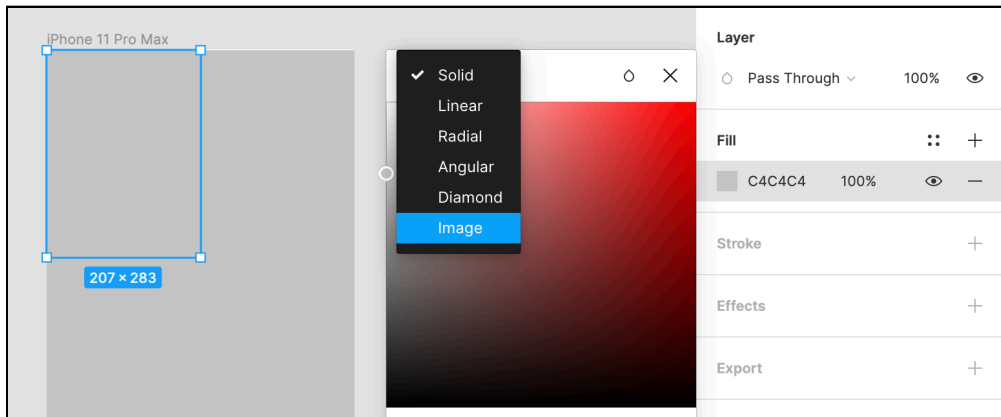 iPhone 11 Pro Max
207 × 283
Solid
Linear
Radial
Angular
Diamond
Image
Layer
Pass Through 100%
Fill
C4C4C4 100%
Stroke
Effects
Export